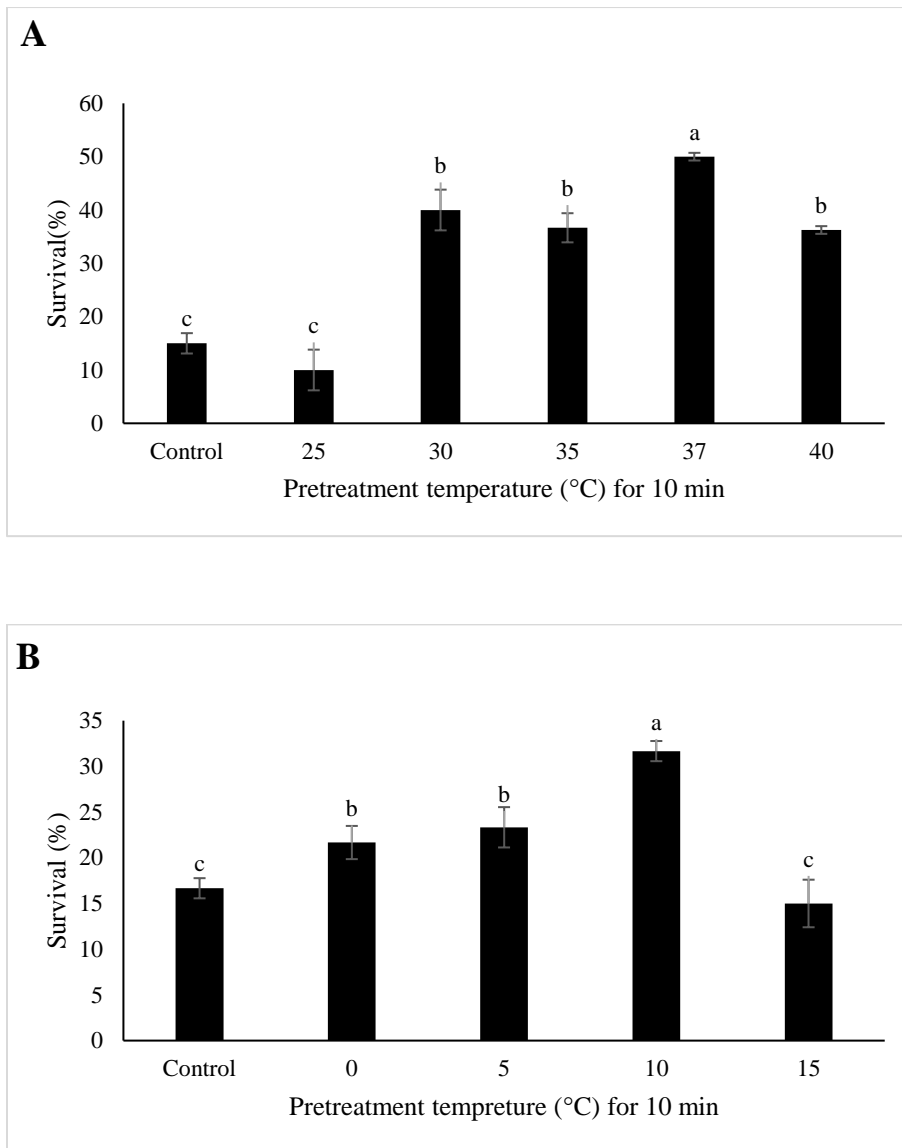 A
60
50
40
30
20
10
0
Survival(%)
c
c
b
b
a
b
Control 25 30 35 37 40
Pretreatment temperature (°C) for 10 min
B
35
30
25
20
15
10
5
0
Survival (%)
c
b
b
a
c
Control 0 5 10 15
Pretreatment tempreture (°C) for 10 min